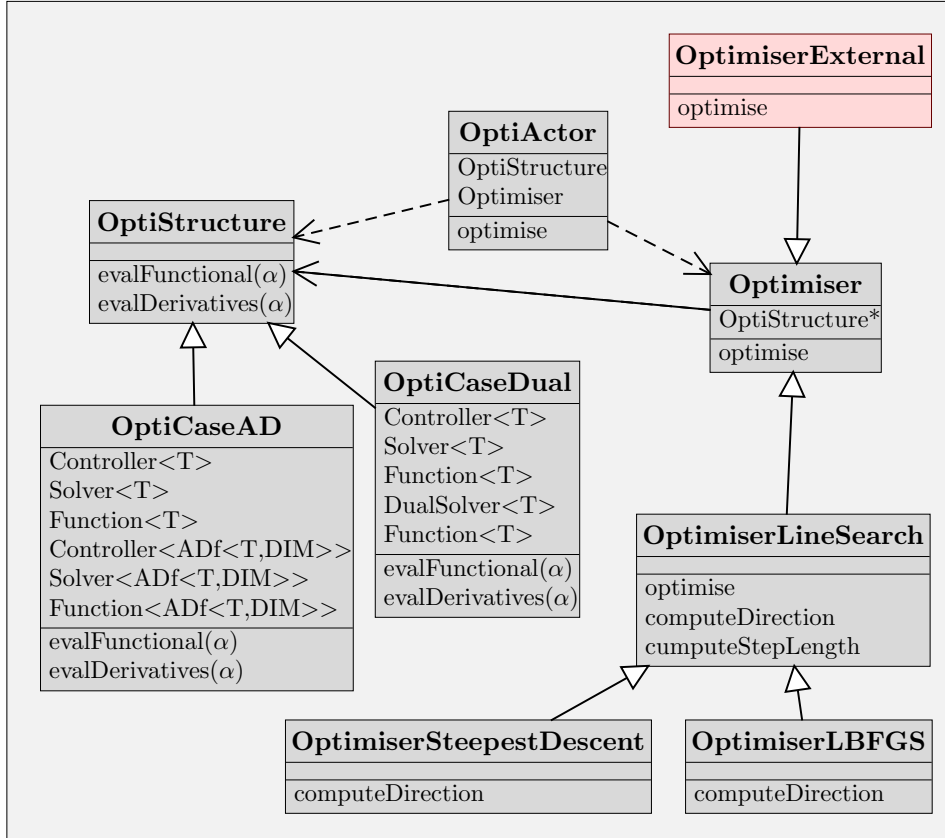 OptimiserExternal
optimise
OptiActor
OptiStructure
Optimiser
optimise
OptiStructure
evalFunctional(α)
evalDerivatives(α)
Optimiser
OptiStructure*
optimise
OptiCaseDual
Controller<T>
Solver<T>
Function<T>
DualSolver<T>
Function<T>
evalFunctional(α)
evalDerivatives(α)
OptiCaseAD
Controller<T>
Solver<T>
Function<T>
Controller<ADf<T,DIM>>
Solver<ADf<T,DIM>>
Function<ADf<T,DIM>>
evalFunctional(α)
evalDerivatives(α)
OptimiserLineSearch
optimise
computeDirection
cumputeStepLength
OptimiserSteepestDescent
computeDirection
OptimiserLBFGS
computeDirection